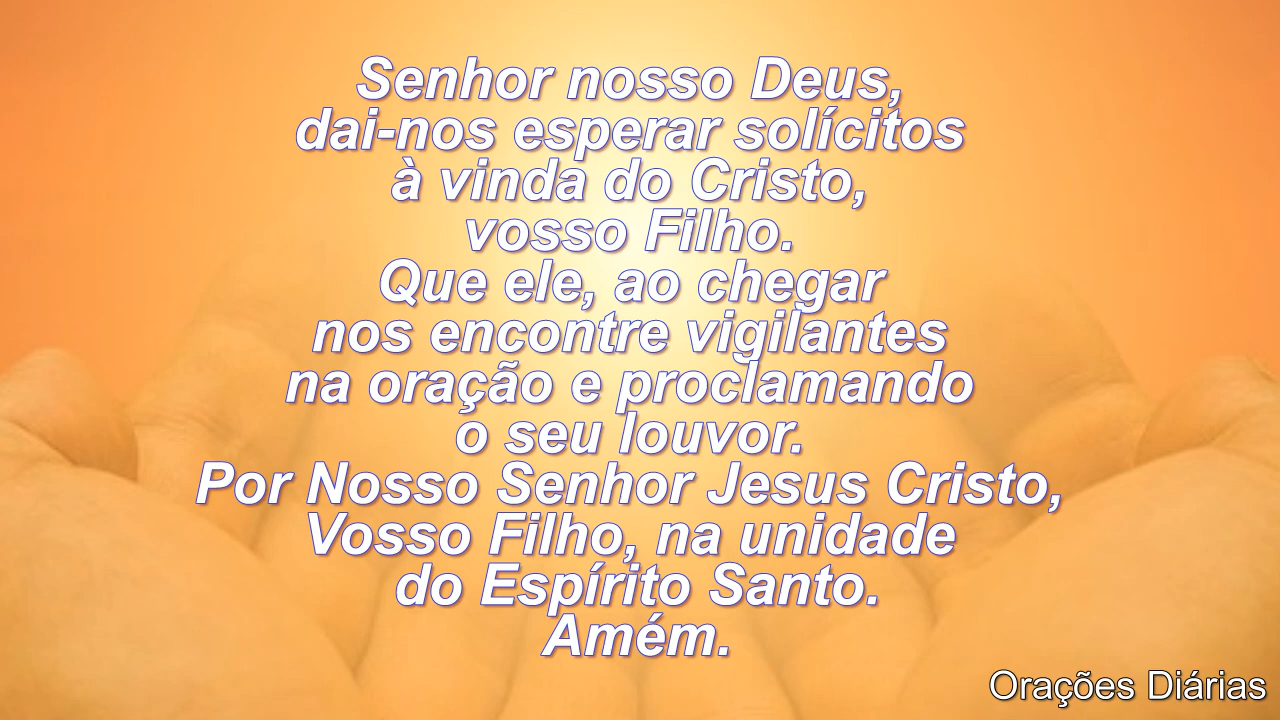 Senhor nosso Deus,
dai-nos esperar solícitos
à vinda do Cristo,
vosso Filho.
Que ele, ao chegar
nos encontre vigilantes
na oração e proclamando
o seu louvor.
Por Nosso Senhor Jesus Cristo,
Vosso Filho, na unidade
do Espírito Santo.
Amém.
Orações Diárias